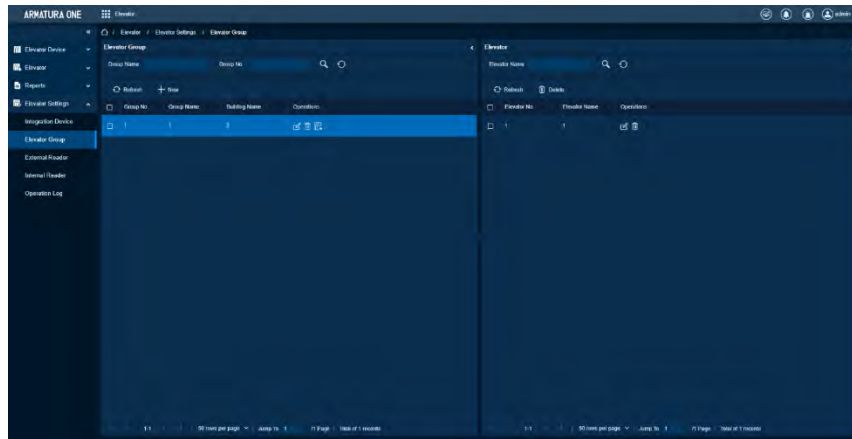 ARMATURA ONE
Elevator
admin
Elevator / Elevator Settings / Elevator Group
Elevator Device
Elevator
Reports
Elevator Settings
Integration Device
Elevator Group
External Reader
Internal Reader
Operation Log
Elevator Group
Group Name Group No
Refresh New
Group No Group Name Building Name Operations
1 1
1-1 50 rows per page Jump To 1 /1 Page Total of 1 records
Elevator
Elevator Name
Refresh Delete
Elevator No Elevator Name Operations
1 1
1-1 50 rows per page Jump To 1 /1 Page Total of 1 records